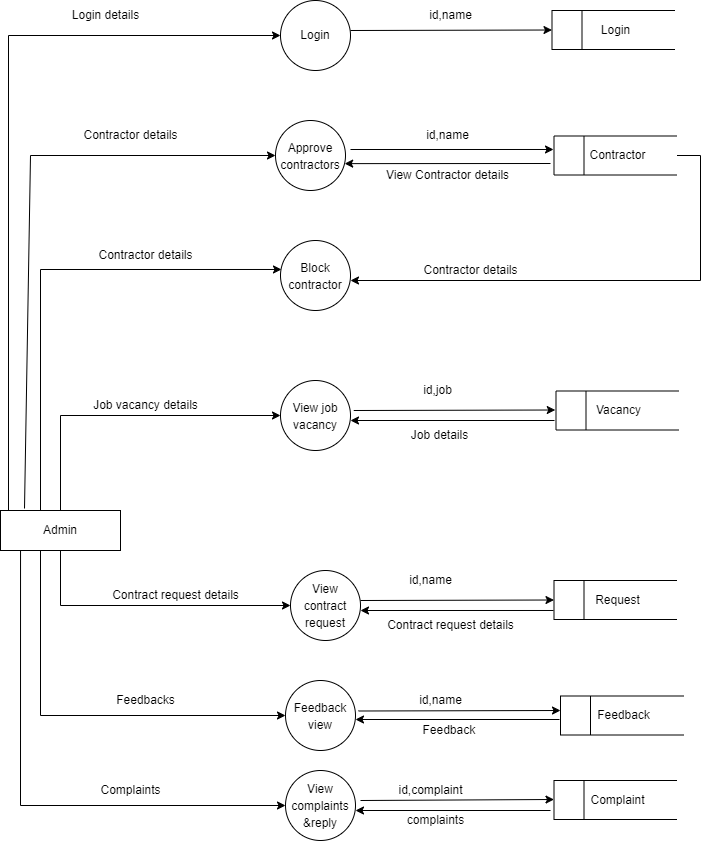 Login details
id,name
Login
Login
Contractor details
id,name
Approve
contractors
Contractor
View Contractor details
Contractor details
Block
contractor
Contractor details
Job vacancy details
id,job
View job
vacancy
Vacancy
Job details
Admin
Contract request details
id,name
View
contract
request
Request
Contract request details
Feedbacks
id,name
Feedback
view
Feedback
Feedback
Complaints
id,complaint
View
complaints
&reply
Complaint
complaints